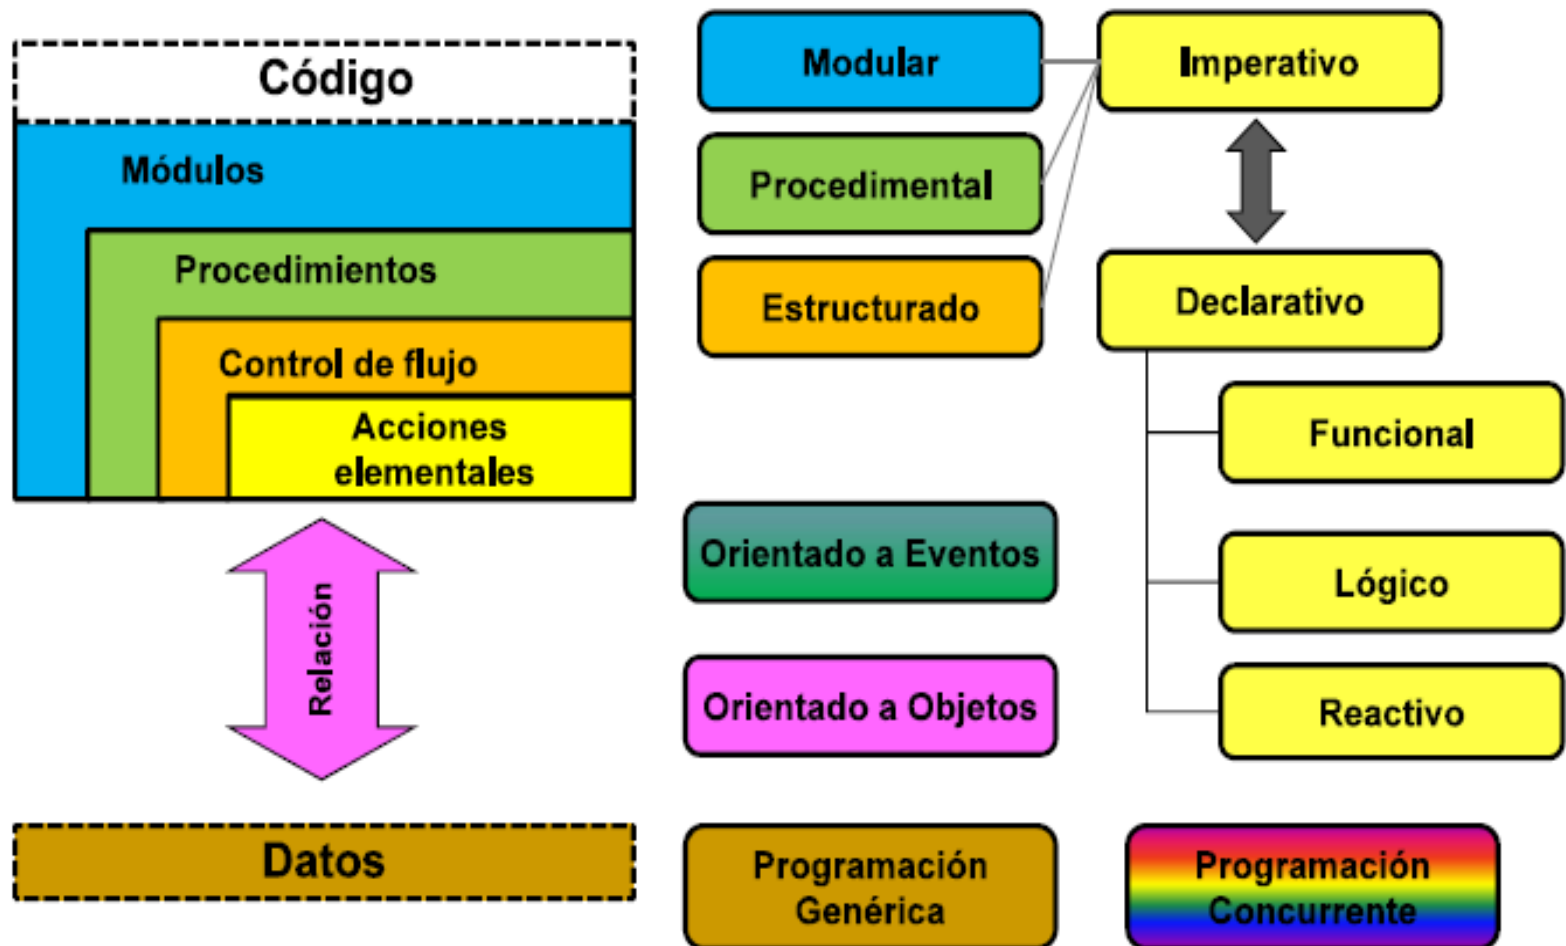 Código
Módulos
Procedimientos
Control de flujo
Acciones
elementales
Relación
Datos
Modular
Procedimental
Estructurado
Orientado a Eventos
Orientado a Objetos
Programación
Genérica
Imperativo
Declarativo
Funcional
Lógico
Reactivo
Programación
Concurrente